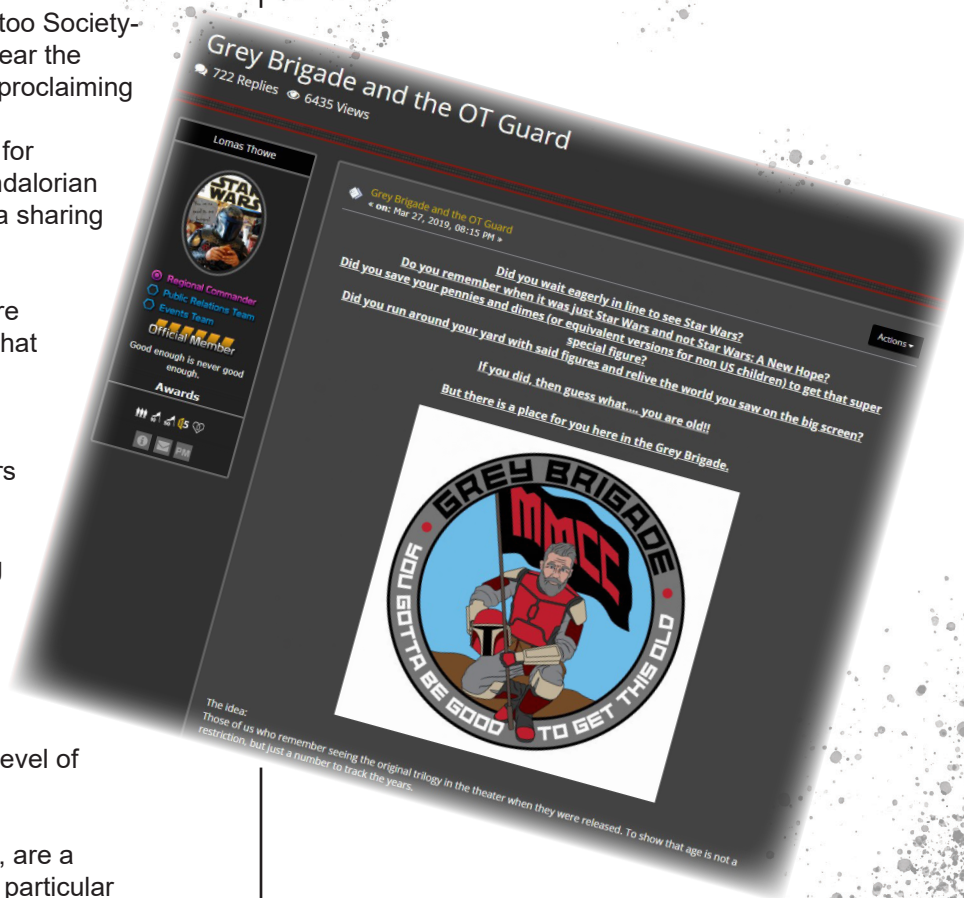 too Society-
ear the
proclaiming
for
ndalorian
a sharing
re
hat
rs
g
evel of
, are a
particular
Grey Brigade and the OT Guard
722 Replies 6435 Views
Lornas Thowe
STAR
WARS
Regional Commander
Public Relations Team
Events Team
Official Member
Good enough is never good
enough.
Awards
5
PM
Grey Brigade and the OT Guard
« on: Mar 27, 2019, 08:15 PM »
Actions
Did you wait eagerly in line to see Star Wars?
Do you remember when it was just Star Wars and not Star Wars: A New Hope?
Did you save your pennies and dimes (or equivalent versions for non US children) to get that super
special figure?
Did you run around your yard with said figures and relive the world you saw on the big screen?
If you did, then guess what.... you are old!!
But there is a place for you here in the Grey Brigade.
GREY BRIGADE
MMCC
YOU GOTTA BE GOOD TO GET THIS OLD
The idea:
Those of us who remember seeing the original trilogy in the theater when they were released. To show that age is not a
restriction, but just a number to track the years.